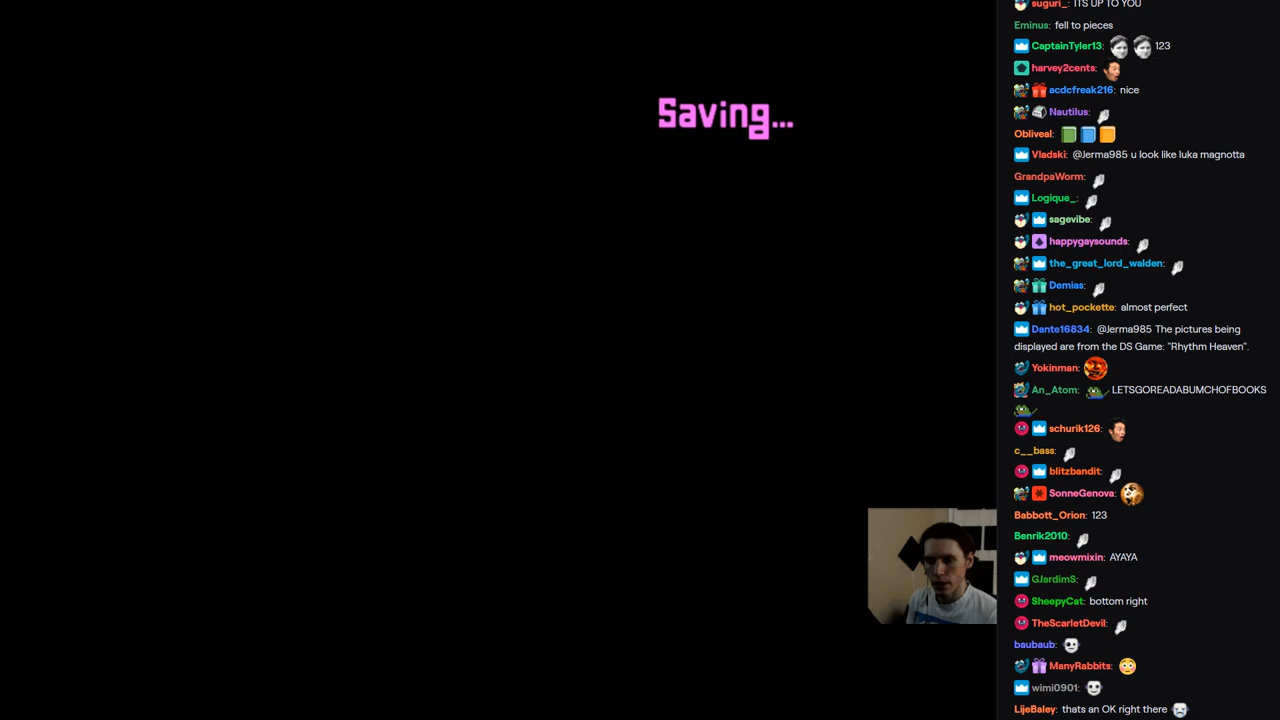 Saving...
suguri_: ITS UP TO YOU
Eminus: fell to pieces
CaptainTyler13: 123
harvey2cents:
acdcfreak216: nice
Nautilus:
Obliveal:
Vladski: @Jerma985 u look like luka magnotta
GrandpaWorm:
Logique_:
sagevibe:
happygaysounds:
the_great_lord_walden:
Demias:
hot_pockette: almost perfect
Dante16834: @Jerma985 The pictures being
displayed are from the DS Game: "Rhythm Heaven".
Yokinman:
An_Atom: LETSGOREADABUMCHOFBOOKS
schurik126:
c__bass:
blitzbandit:
SonneGenova:
Babbott_Orion: 123
Benrik2010:
meowmixin: AYAYA
GJardimS:
SheepyCat: bottom right
TheScarletDevil:
baubaub:
ManyRabbits:
wimi0901:
LijeBaley: thats an OK right there